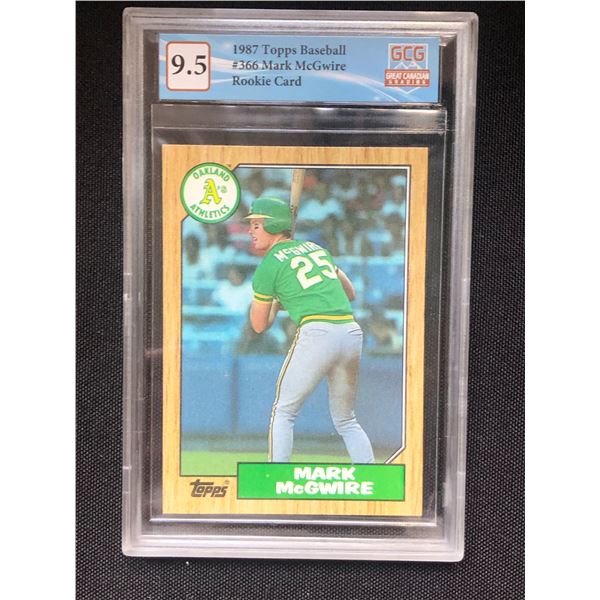 9.5
1987 Topps Baseball
#366 Mark McGwire
Rookie Card
GCG
GREAT CANADIAN
GRADING
OAKLAND
A's
ATHLETICS
McGWIRE
25
topps
MARK
McGWIRE